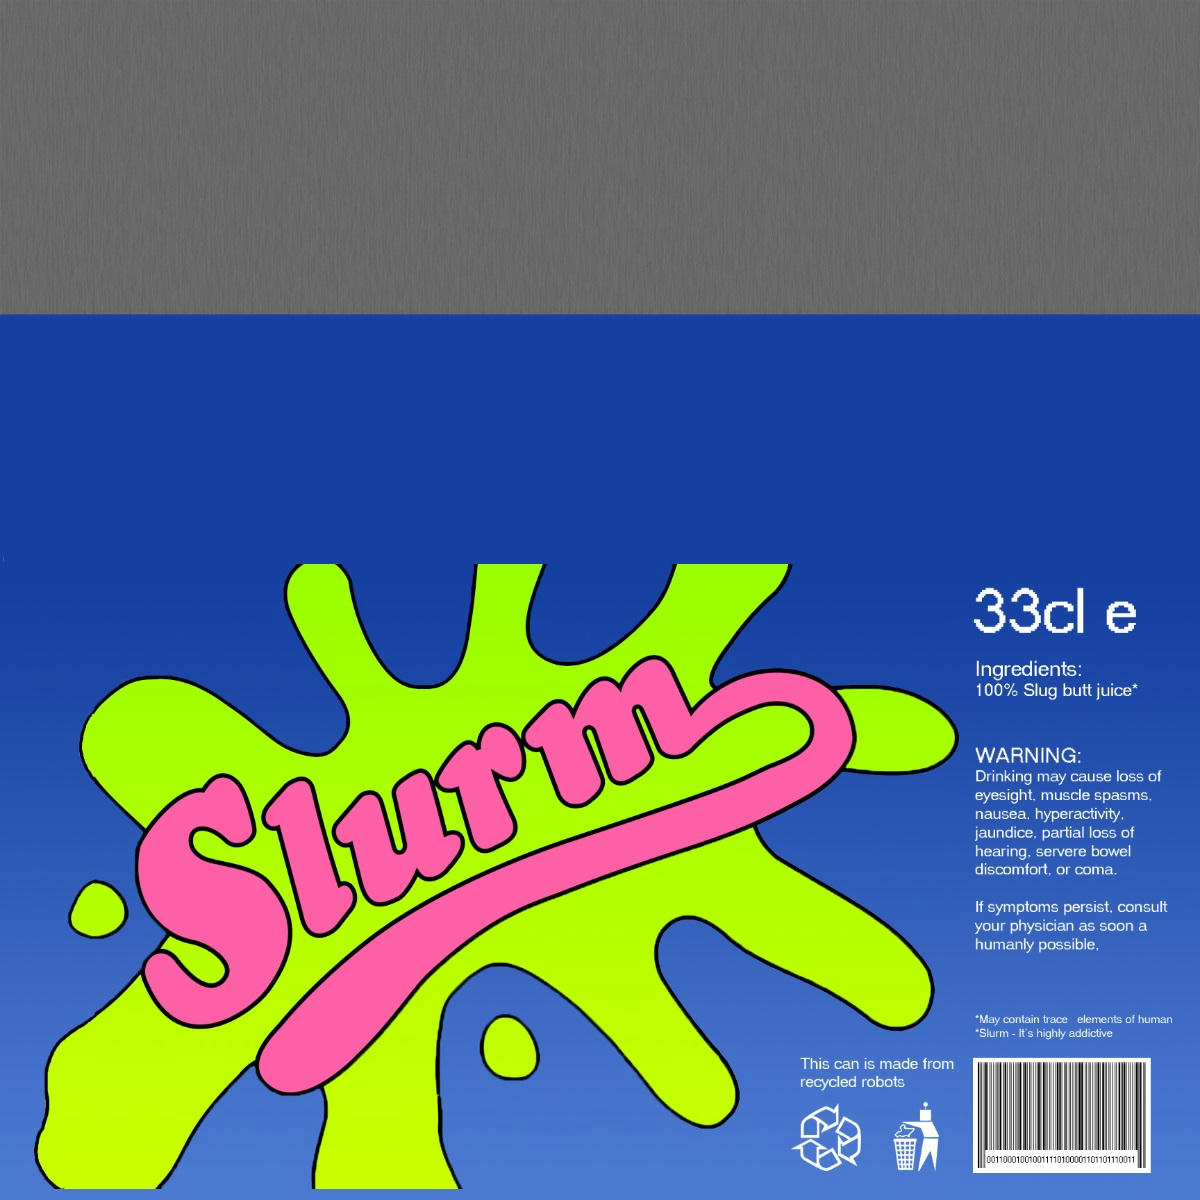 Slurm
33cl e
Ingredients:
100% Slug butt juice*
WARNING:
Drinking may cause loss of
eyesight, muscle spasms,
nausea, hyperactivity,
jaundice, partial loss of
hearing, servere bowel
discomfort, or coma.
If symptoms persist, consult
your physician as soon a
humanly possible,
*May contain trace elements of human
*Slurm - It's highly addictive
This can is made from
recycled robots